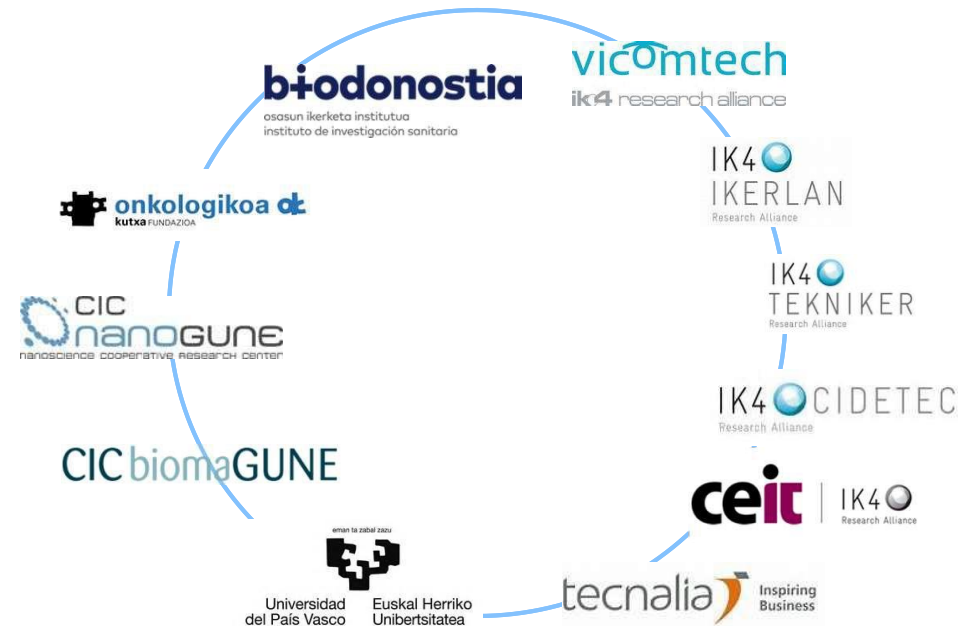 biodonostia
osasun ikerketa institutua
instituto de investigación sanitaria
vicomtech
ik4 research alliance
IK4
IKERLAN
Research Alliance
onkologikoa ok
kutxa FUNDAZIOA
IK4
TEKNIKER
Research Alliance
CIC
nanoGUNE
nanoscience cooperative research center
IK4 CIDETEC
Research Alliance
CIC biomaGUNE
ceit IK4
Research Alliance
eman ta zabal zazu
Universidad
del País Vasco
Euskal Herriko
Unibertsitatea
tecnalia
Inspiring
Business